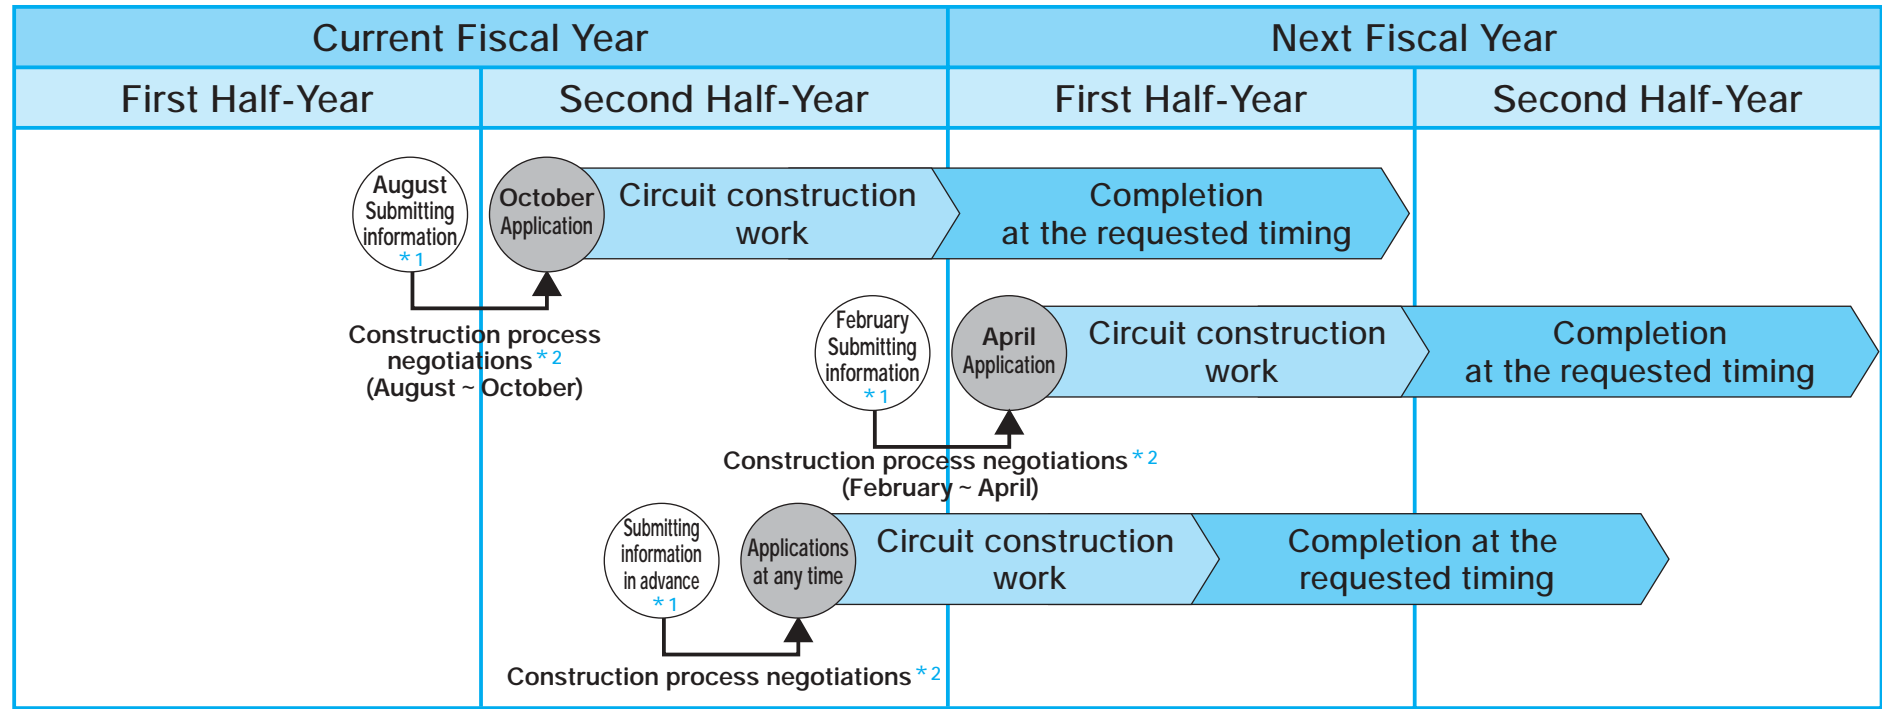 Current Fiscal Year
Next Fiscal Year
First Half-Year
Second Half-Year
First Half-Year
Second Half-Year
August
Submitting
information
*1
October
Application
Circuit construction
work
Completion
at the requested timing
Construction process
negotiations*2
(August ~ October)
February
Submitting
information
*1
April
Application
Circuit construction
work
Completion
at the requested timing
Construction process negotiations*2
(February ~ April)
Submitting
information
in advance
*1
Applications
at any time
Circuit construction
work
Completion at the
requested timing
Construction process negotiations*2